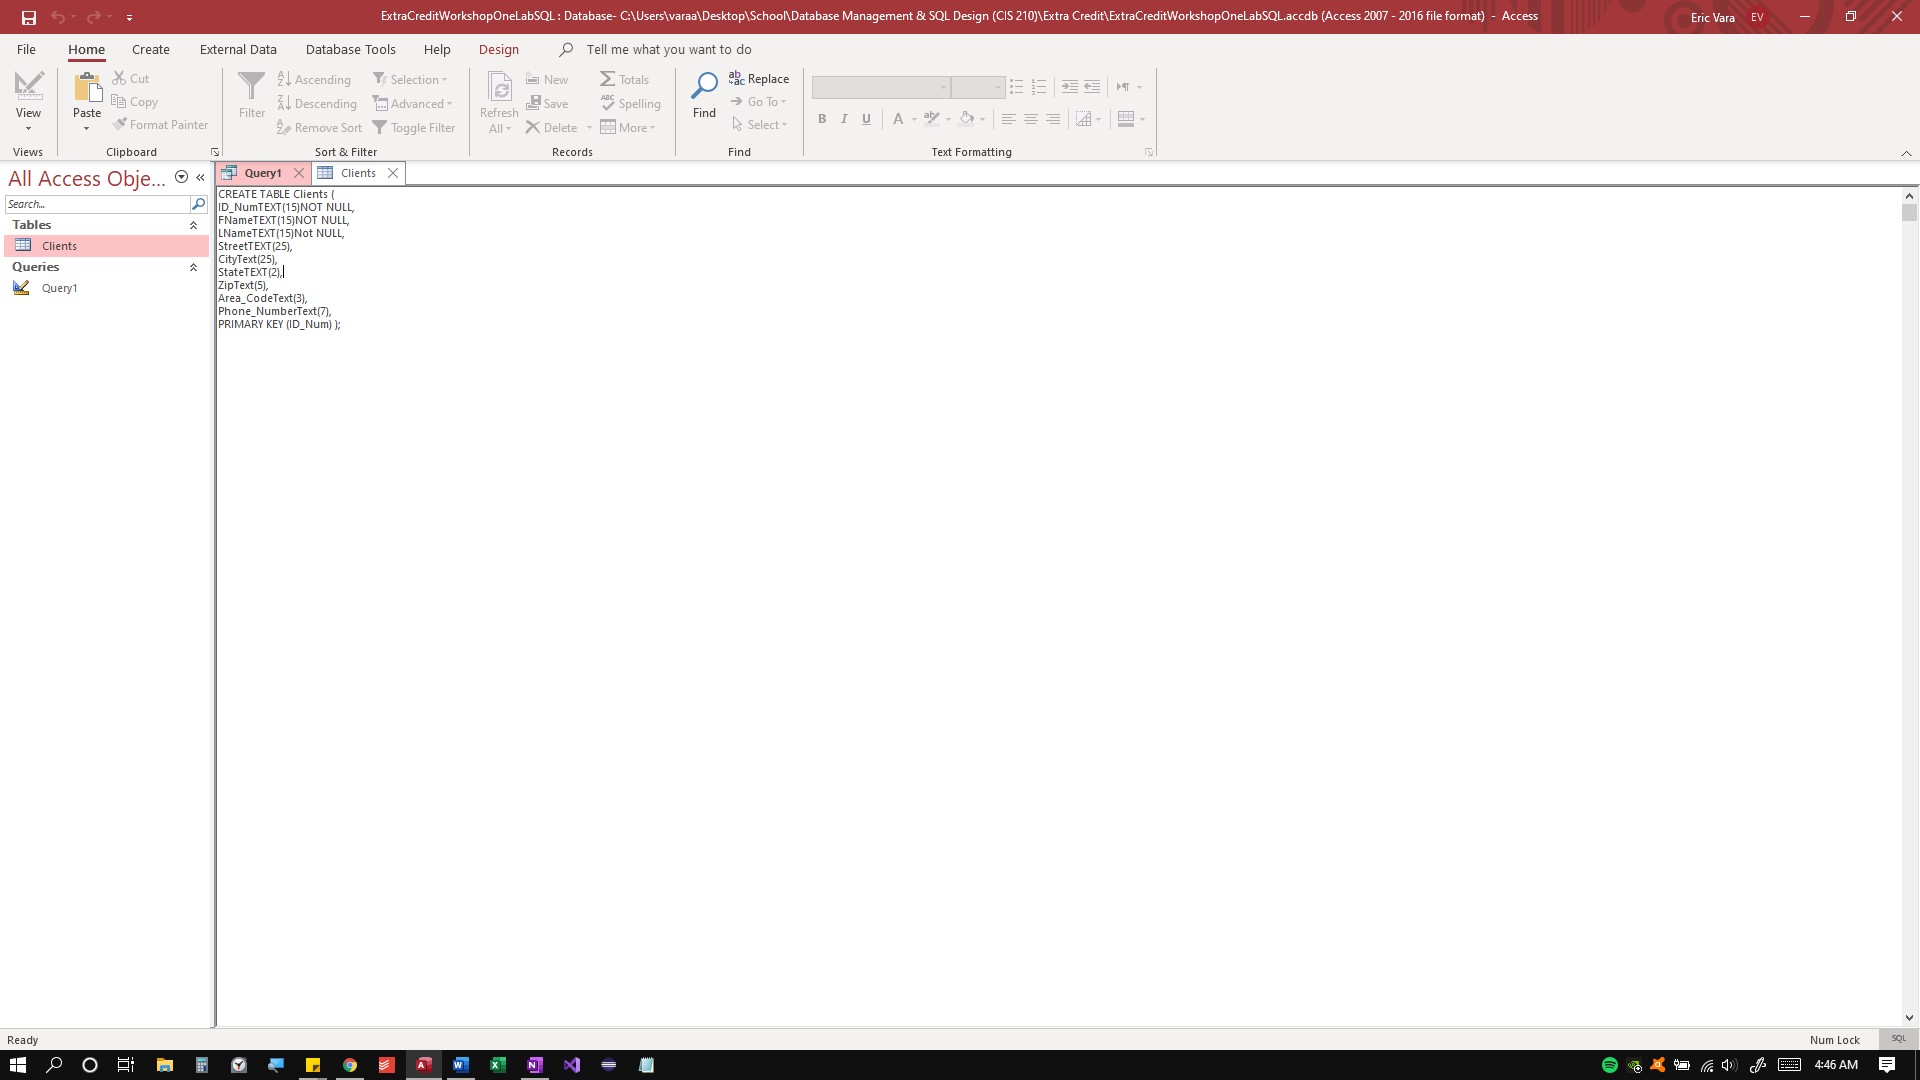 ExtraCreditWorkshopOneLabSQL : Database- C:\Users\varaa\Desktop\School\Database Management & SQL Design (CIS 210)\Extra Credit\ExtraCreditWorkshopOneLabSQL.accdb (Access 2007 - 2016 file format) - Access
Eric Vara EV
File Home Create External Data Database Tools Help Design Tell me what you want to do
View
Views
Paste
Cut
Copy
Format Painter
Clipboard
Filter
Ascending
Descending
Remove Sort
Selection
Advanced
Toggle Filter
Sort & Filter
Refresh
All
New
Save
Delete
Totals
Spelling
More
Records
Find
Replace
Go To
Select
Find
B I U A
Text Formatting
All Access Obje...
Search...
Tables
Clients
Queries
Query1
Query1 Clients
CREATE TABLE Clients (
ID_NumTEXT(15)NOT NULL,
FNameTEXT(15)NOT NULL,
LNameTEXT(15)Not NULL,
StreetTEXT(25),
CityText(25),
StateTEXT(2),
ZipText(5),
Area_CodeText(3),
Phone_NumberText(7),
PRIMARY KEY (ID_Num) );
Ready
Num Lock SQL
4:46 AM